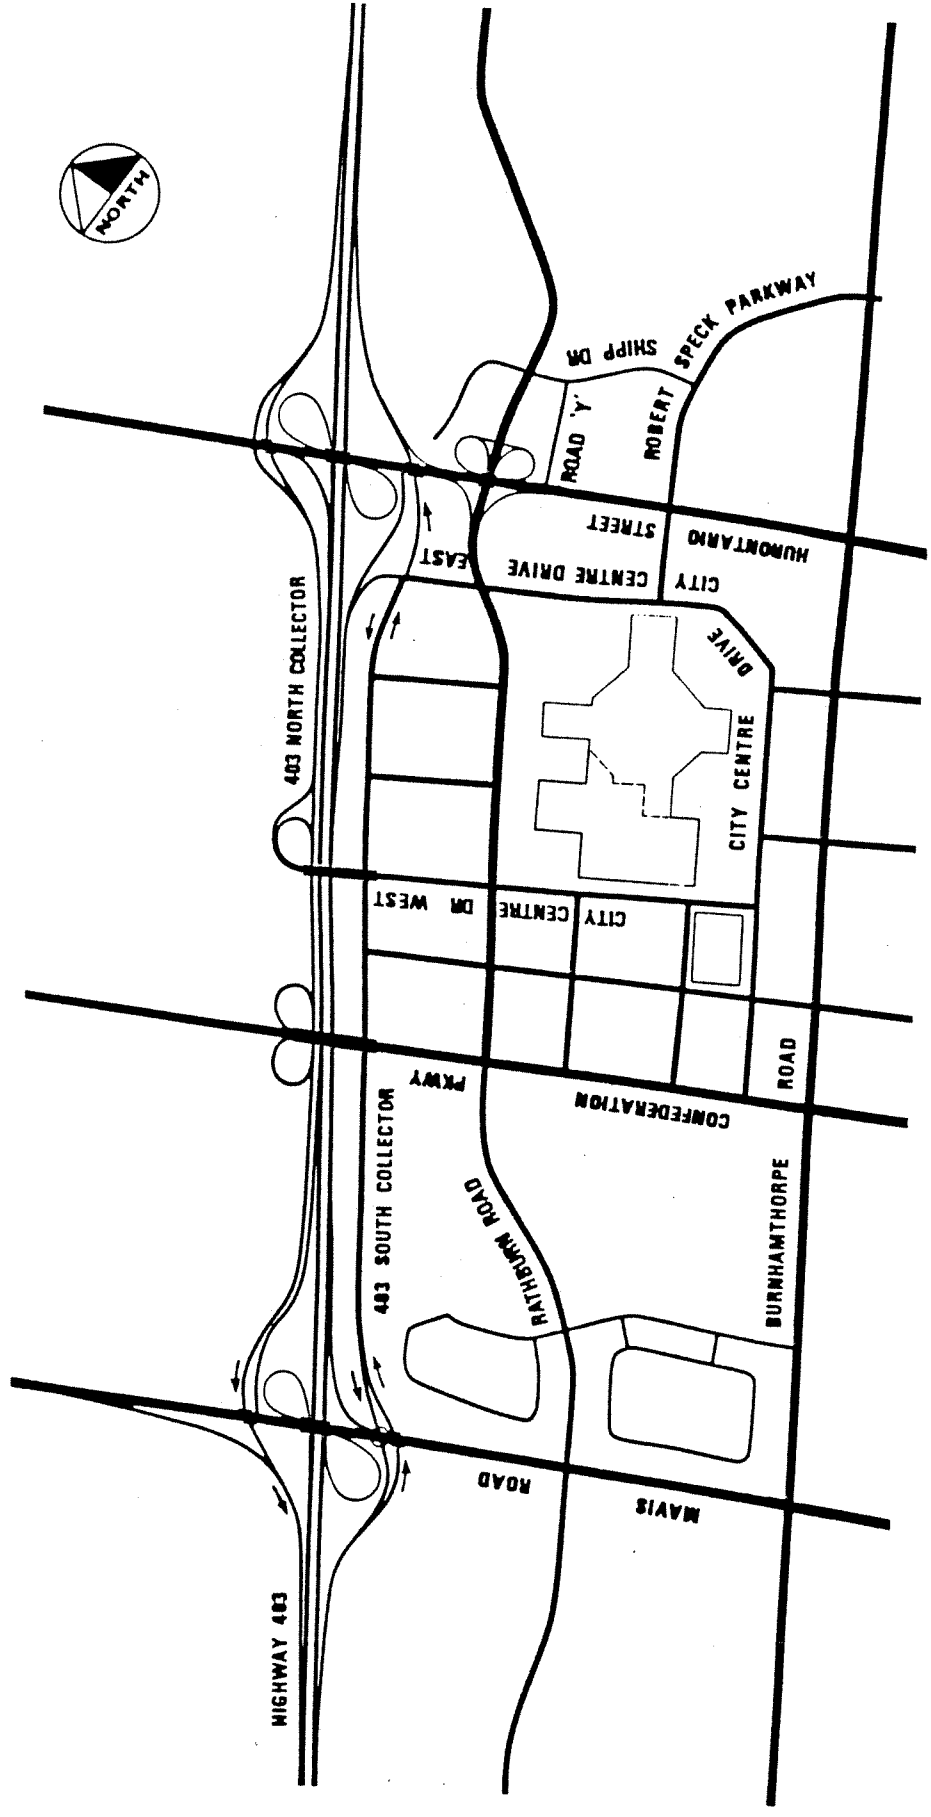 NORTH
ROBERT SPECK PARKWAY
SHIPP DR
ROAD 'Y'
HURONTARIO STREET
CITY CENTRE DRIVE EAST
CITY CENTRE DRIVE
403 NORTH COLLECTOR
CITY CENTRE DR WEST
CONFEDERATION PKWY
403 SOUTH COLLECTOR
RATHBURN ROAD
BURNHAMTHORPE ROAD
MAVIS ROAD
HIGHWAY 403